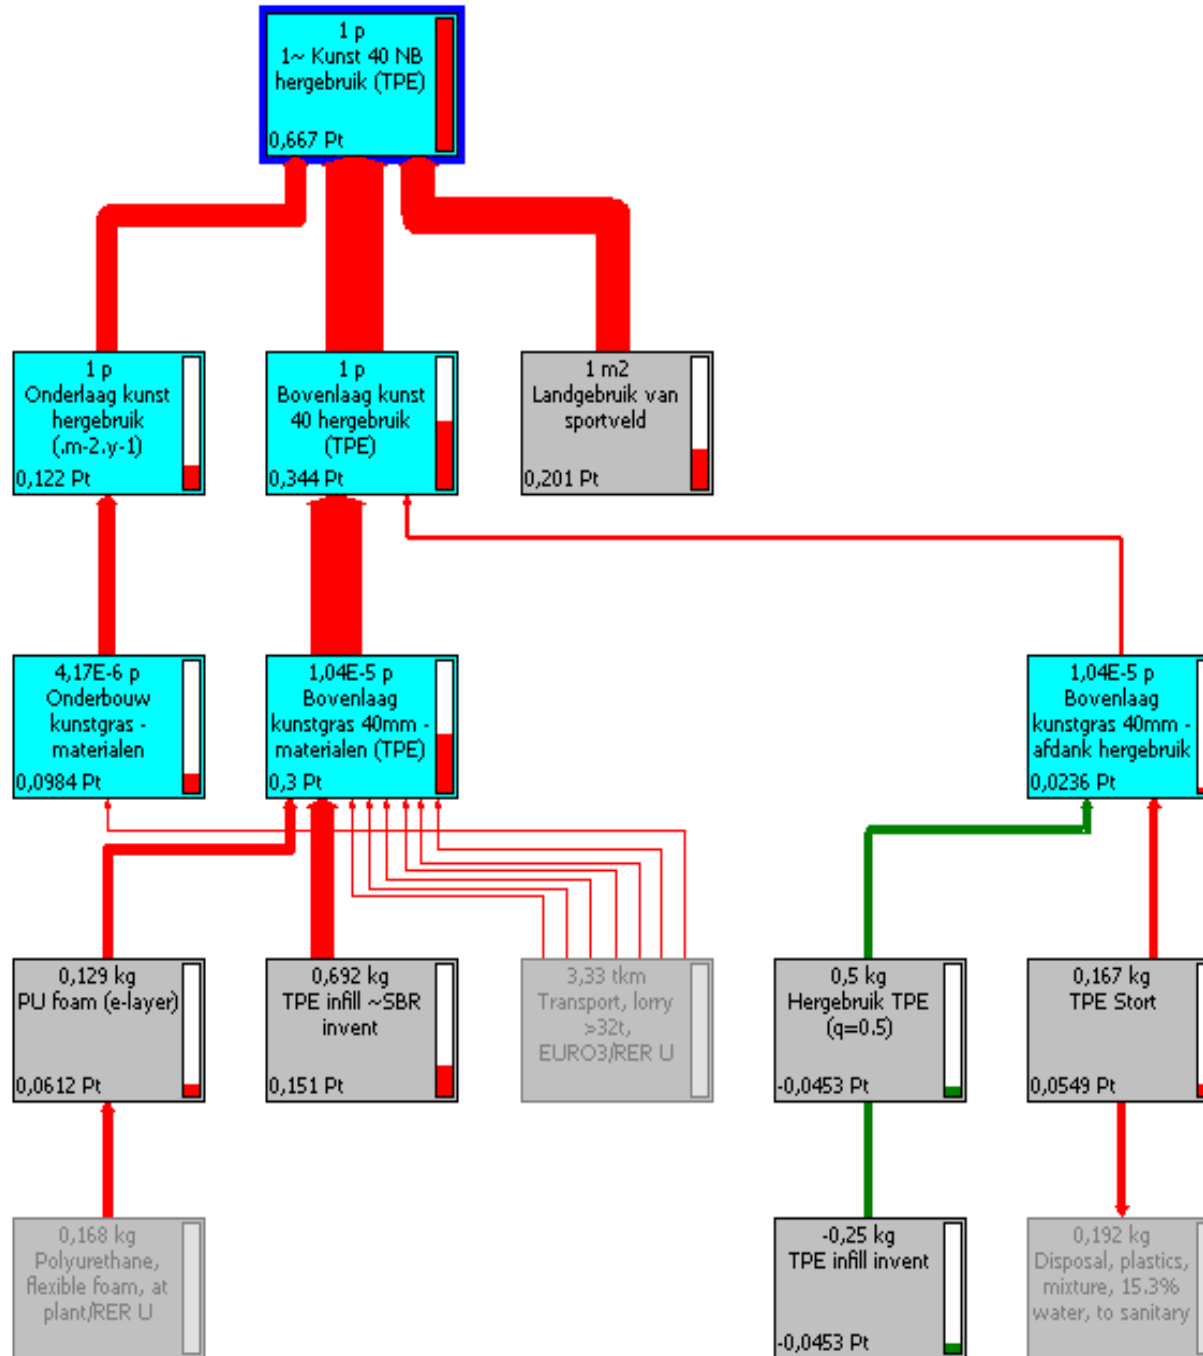 1 p
1~ Kunst 40 NB
hergebruik (TPE)
0,667 Pt
1 p
Onderlaag kunst
hergebruik
(.m-2.y-1)
0,122 Pt
1 p
Bovenlaag kunst
40 hergebruik
(TPE)
0,344 Pt
1 m2
Landgebruik van
sportveld
0,201 Pt
4,17E-6 p
Onderbouw
kunstgras -
materialen
0,0984 Pt
1,04E-5 p
Bovenlaag
kunstgras 40mm -
materialen (TPE)
0,3 Pt
1,04E-5 p
Bovenlaag
kunstgras 40mm -
afdank hergebruik
0,0236 Pt
0,129 kg
PU foam (e-layer)
0,0612 Pt
0,692 kg
TPE infill ~SBR
invent
0,151 Pt
3,33 tkm
Transport, lorry
>32t,
EURO3/RER U
0,5 kg
Hergebruik TPE
(q=0.5)
-0,0453 Pt
0,167 kg
TPE Stort
0,0549 Pt
0,168 kg
Polyurethane,
flexible foam, at
plant/RER U
-0,25 kg
TPE infill invent
-0,0453 Pt
0,192 kg
Disposal, plastics,
mixture, 15.3%
water, to sanitary